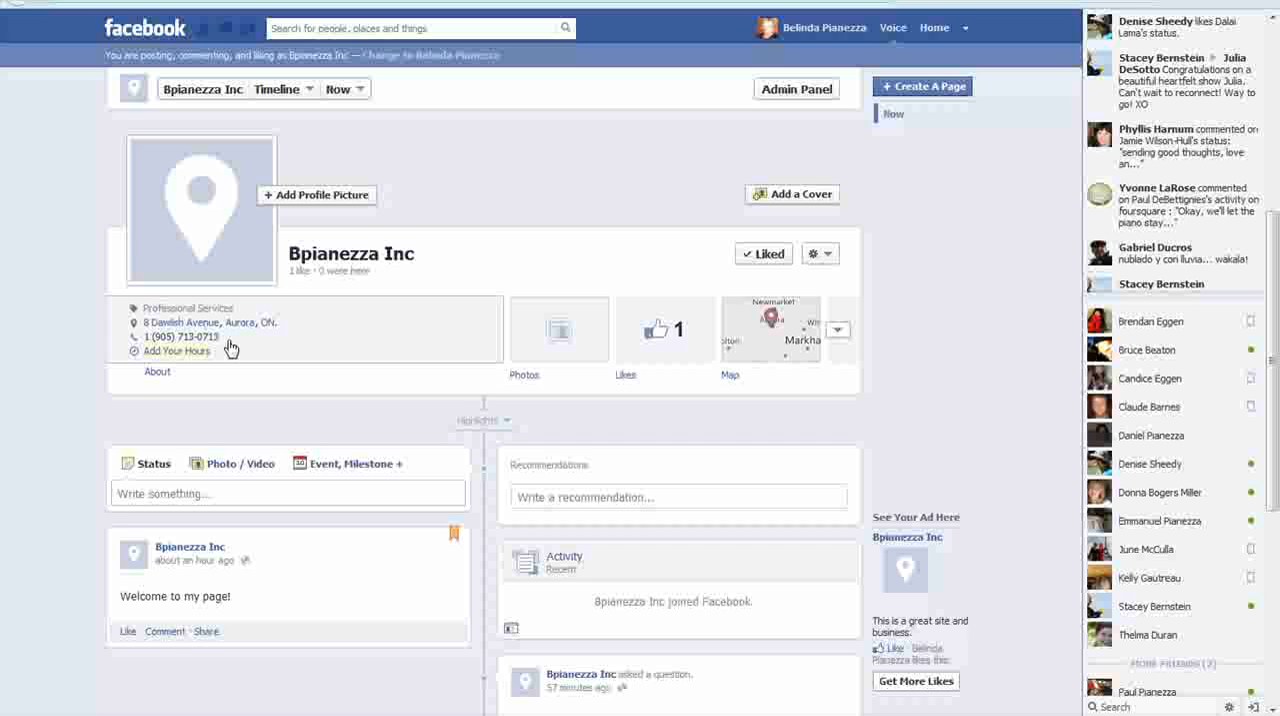 facebook
Search for people, places and things
Belinda Pianezza Voice Home
You are posting, commenting, and liking as Bpianezza Inc — Change to Belinda Pianezza
Bpianezza Inc Timeline Now
Admin Panel
+ Create A Page
Now
+ Add Profile Picture
Add a Cover
Bpianezza Inc
1 like · 0 were here
Liked
Professional Services
8 Dawlish Avenue, Aurora, ON.
1 (905) 713-0713
Add Your Hours
About
Photos
1
Likes
Newmarket
Markha
Map
Highlights
Status Photo / Video Event, Milestone +
Write something...
Bpianezza Inc
about an hour ago
Welcome to my page!
Like · Comment · Share
Recommendations
Write a recommendation...
Activity
Recent
Bpianezza Inc joined Facebook.
Bpianezza Inc asked a question.
57 minutes ago
See Your Ad Here
Bpianezza Inc
This is a great site and
business.
Like · Belinda
Pianezza likes this.
Get More Likes
Denise Sheedy likes Dalai
Lama's status.
Stacey Bernstein ▸ Julia
DeSotto Congratulations on a
beautiful heartfelt show Julia.
Can't wait to reconnect! Way to
go! XO
Phyllis Harnum commented on
Jamie Wilson-Hull's status:
"sending good thoughts, love
an..."
Yvonne LaRose commented
on Paul DeBettignies's activity on
foursquare : "Okay, we'll let the
piano stay..."
Gabriel Ducros
nublado y con lluvia... wakala!
Stacey Bernstein
Brendan Eggen
Bruce Beaton
Candice Eggen
Claude Barnes
Daniel Pianezza
Denise Sheedy
Donna Bogers Miller
Emmanuel Pianezza
June McCulla
Kelly Gautreau
Stacey Bernstein
Thelma Duran
MORE FRIENDS (2)
Paul Pianezza
Search